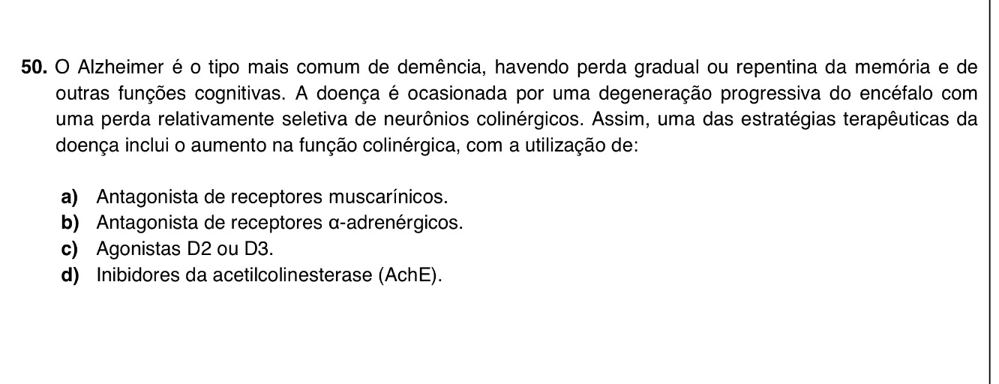 50. O Alzheimer é o tipo mais comum de demência, havendo perda gradual ou repentina da memória e de
outras funções cognitivas. A doença é ocasionada por uma degeneração progressiva do encéfalo com
uma perda relativamente seletiva de neurônios colinérgicos. Assim, uma das estratégias terapêuticas da
doença inclui o aumento na função colinérgica, com a utilização de:
a) Antagonista de receptores muscarínicos.
b) Antagonista de receptores α-adrenérgicos.
c) Agonistas D2 ou D3.
d) Inibidores da acetilcolinesterase (AchE).